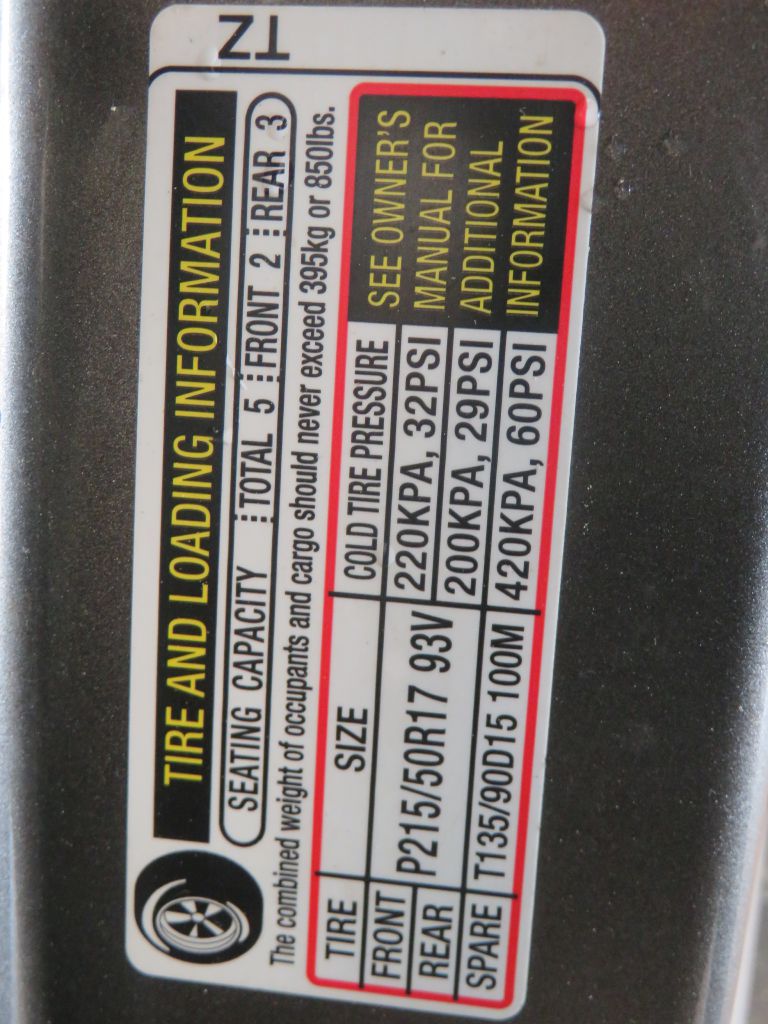 TIRE AND LOADING INFORMATION
SEATING CAPACITY TOTAL 5 FRONT 2 REAR 3
The combined weight of occupants and cargo should never exceed 395kg or 850lbs.
TIRE SIZE COLD TIRE PRESSURE
FRONT P215/50R17 93V 220KPA, 32PSI
REAR 200KPA, 29PSI
SPARE T135/90D15 100M 420KPA, 60PSI
SEE OWNER'S
MANUAL FOR
ADDITIONAL
INFORMATION
TZ